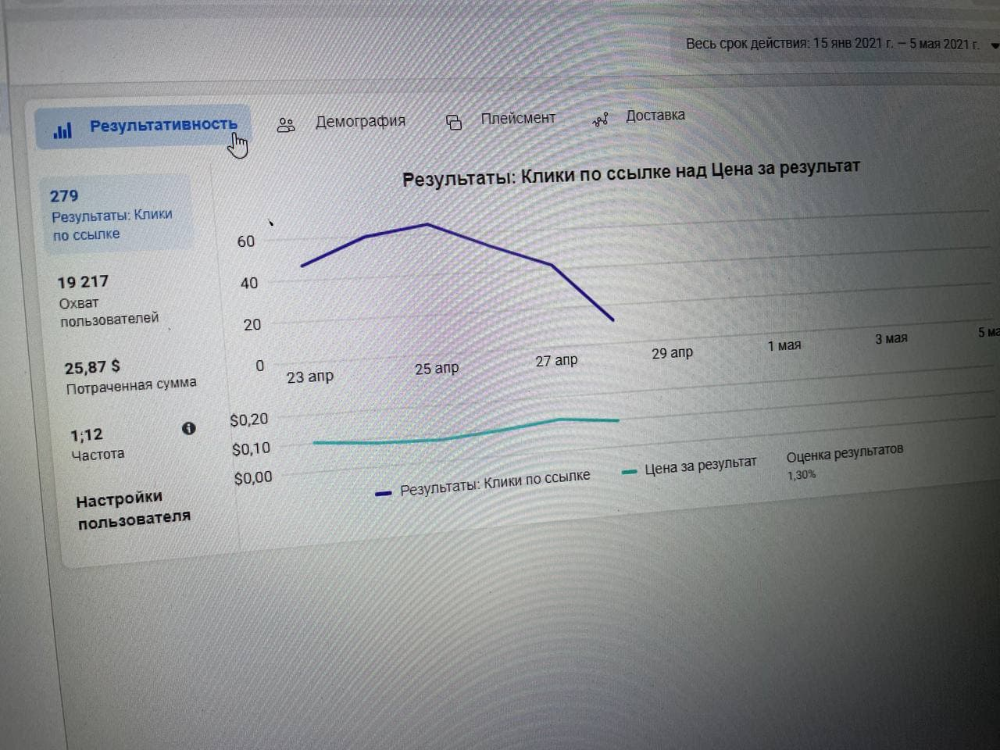 Весь срок действия: 15 янв 2021 г. – 5 мая 2021 г.
Результативность
Демография
Плейсмент
Доставка
279
Результаты: Клики
по ссылке
19 217
Охват
пользователей
25,87 $
Потраченная сумма
1,12
Частота
Настройки
пользователя
Результаты: Клики по ссылке над Цена за результат
60
40
20
0
23 апр
25 апр
27 апр
29 апр
1 мая
3 мая
5 ма
$0,20
$0,10
$0,00
Результаты: Клики по ссылке
Цена за результат
Оценка результатов
1,30%